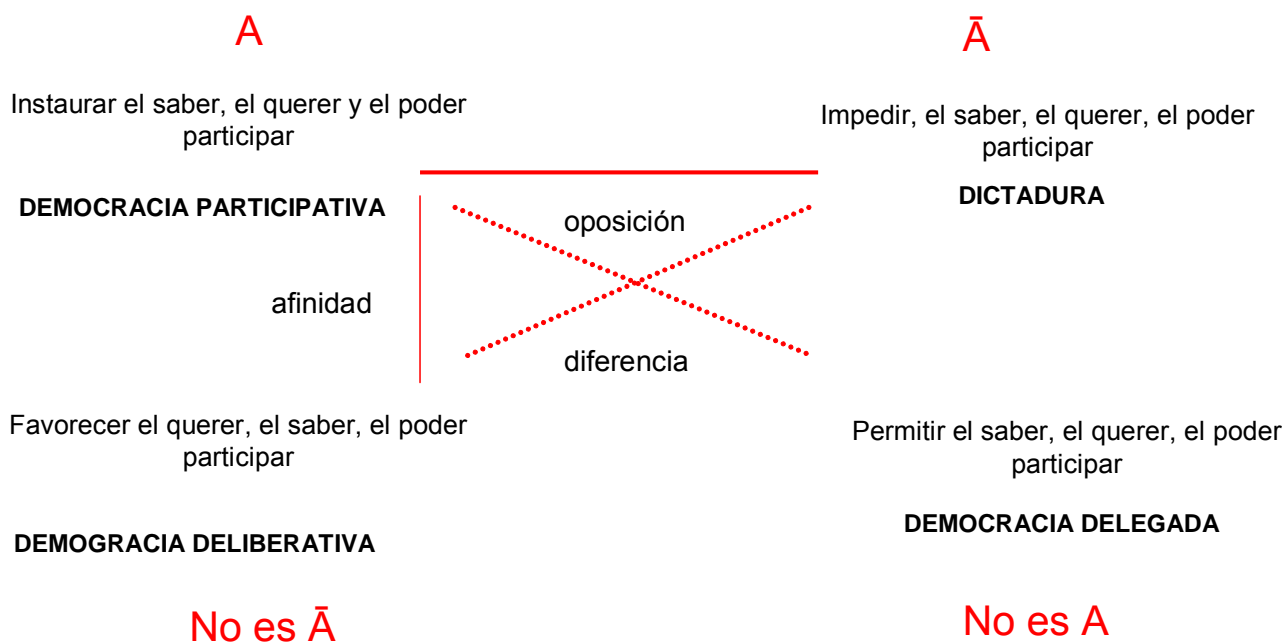 A
Ā
Instaurar el saber, el querer y el poder
participar
Impedir, el saber, el querer, el poder
participar
DEMOCRACIA PARTICIPATIVA
DICTADURA
oposición
afinidad
diferencia
Favorecer el querer, el saber, el poder
participar
Permitir el saber, el querer, el poder
participar
DEMOGRACIA DELIBERATIVA
DEMOCRACIA DELEGADA
No es Ā
No es A